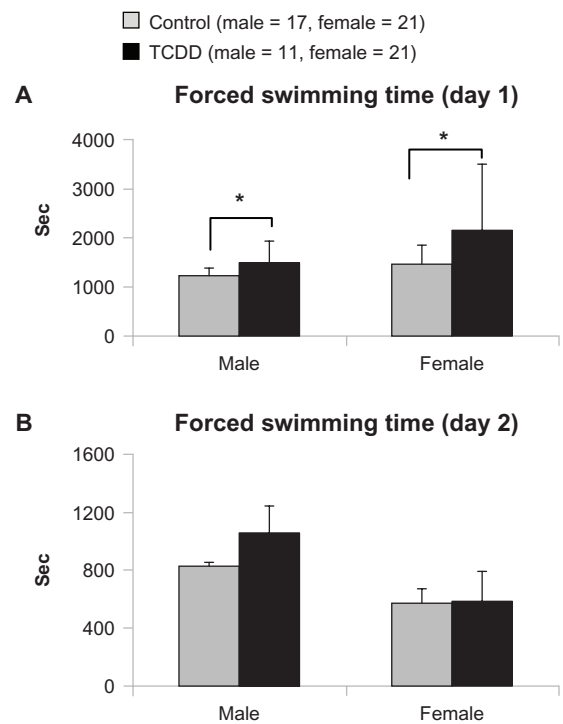 Control (male = 17, female = 21)
TCDD (male = 11, female = 21)
A
Forced swimming time (day 1)
Sec
4000
3000
2000
1000
0
*
*
Male
Female
B
Forced swimming time (day 2)
Sec
1600
1200
800
400
0
Male
Female